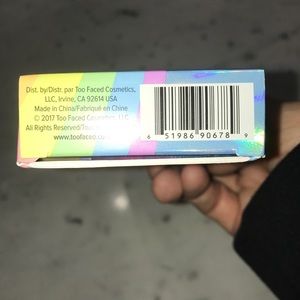 Dist. by/Distr. par Too Faced Cosmetics,
LLC, Irvine, CA 92614 USA
Made in China/Fabriqué en Chine
© 2017 Too Faced Cosmetics, LLC
All Rights Reserved/
www.toofaced.com
6 51986 90678 9